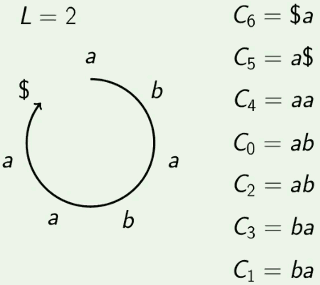 L = 2
a
b
a
b
a
a
$
C₆ = $a
C₅ = a$
C₄ = aa
C₀ = ab
C₂ = ab
C₃ = ba
C₁ = ba